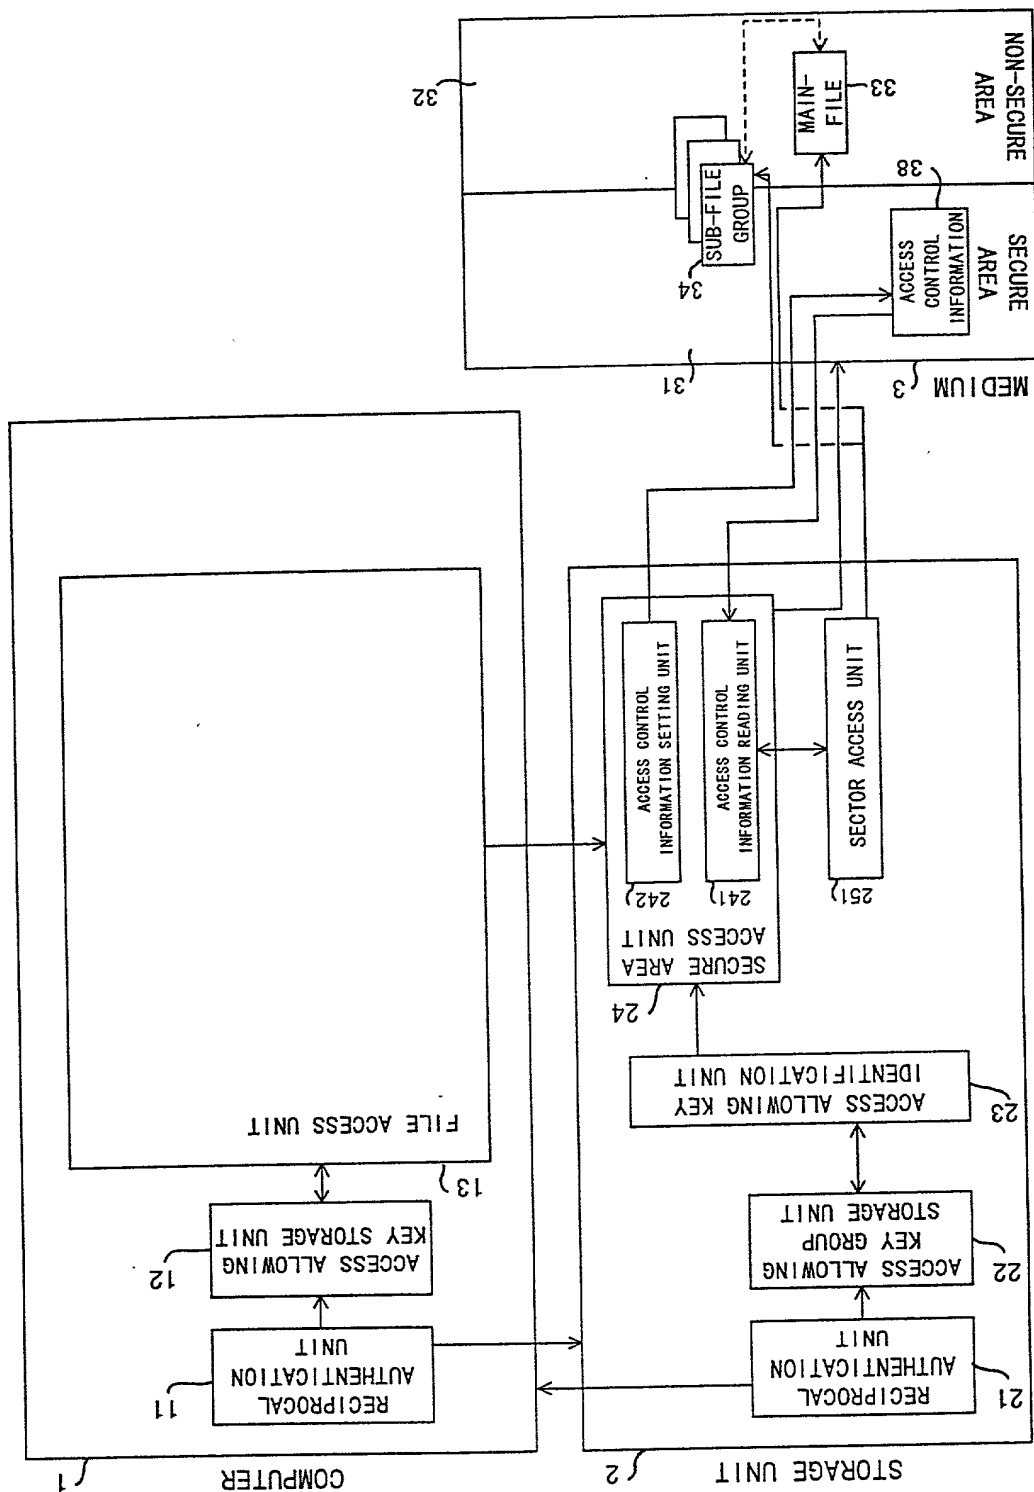 COMPUTER
1
RECIPROCAL
AUTHENTICATION
UNIT
11
ACCESS ALLOWING
KEY STORAGE UNIT
12
13
FILE ACCESS UNIT
STORAGE UNIT
2
RECIPROCAL
AUTHENTICATION
UNIT
21
ACCESS ALLOWING
KEY GROUP
STORAGE UNIT
22
ACCESS ALLOWING KEY
IDENTIFICATION UNIT
23
24
SECURE AREA
ACCESS UNIT
242
ACCESS CONTROL
INFORMATION SETTING UNIT
241
ACCESS CONTROL
INFORMATION READING UNIT
251
SECTOR ACCESS UNIT
MEDIUM
3
31
SECURE
AREA
ACCESS
CONTROL
INFORMATION
38
34
SUB-FILE
GROUP
MAIN-
FILE
33
32
NON-SECURE
AREA